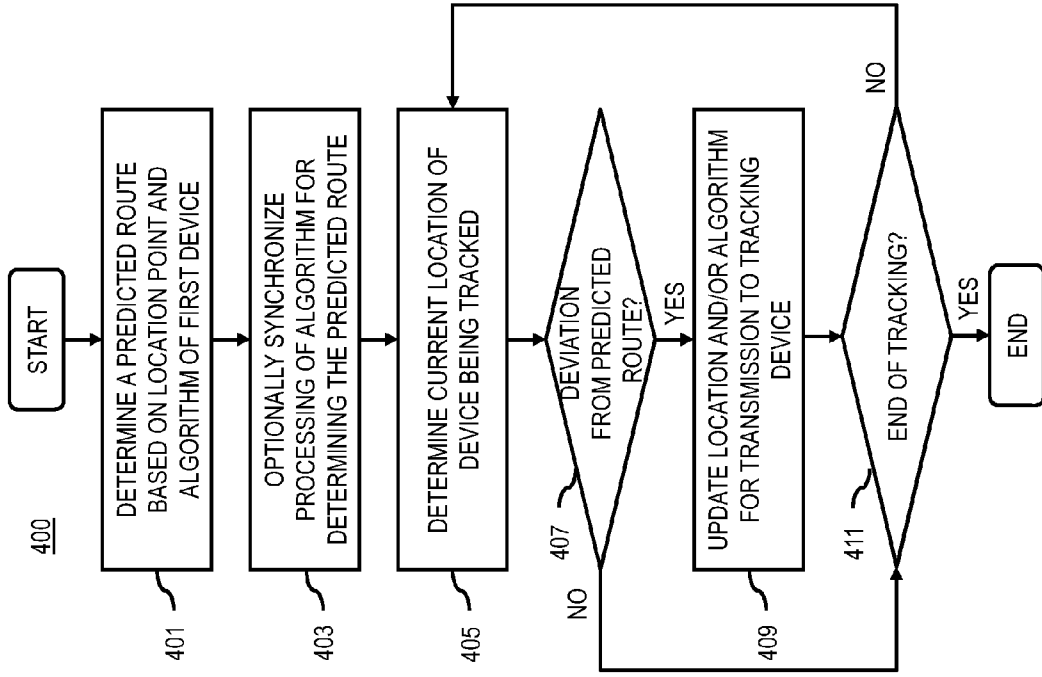 400
START
401
DETERMINE A PREDICTED ROUTE
BASED ON LOCATION POINT AND
ALGORITHM OF FIRST DEVICE
403
OPTIONALLY SYNCHRONIZE
PROCESSING OF ALGORITHM FOR
DETERMINING THE PREDICTED ROUTE
405
DETERMINE CURRENT LOCATION OF
DEVICE BEING TRACKED
407
DEVIATION
FROM PREDICTED
ROUTE?
NO
YES
409
UPDATE LOCATION AND/OR ALGORITHM
FOR TRANSMISSION TO TRACKING
DEVICE
411
END OF TRACKING?
NO
YES
END